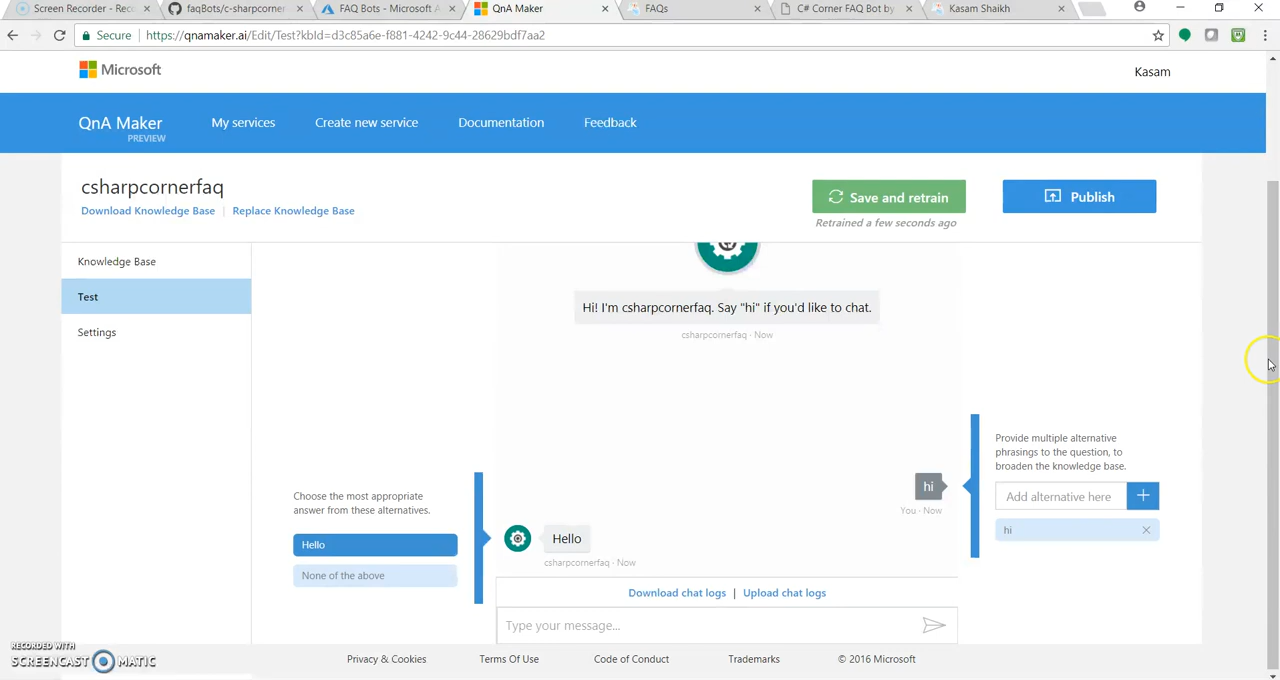 Screen Recorder - Reco
faqBots/c-sharpcorner
FAQ Bots - Microsoft A
QnA Maker
FAQs
C# Corner FAQ Bot by
Kasam Shaikh
Secure
https://qnamaker.ai/Edit/Test?kbId=d3c85a6e-f881-4242-9c44-28629bdf7aa2
Microsoft
Kasam
QnA Maker
PREVIEW
My services
Create new service
Documentation
Feedback
csharpcornerfaq
Download Knowledge Base | Replace Knowledge Base
Save and retrain
Retrained a few seconds ago
Publish
Knowledge Base
Test
Settings
Hi! I'm csharpcornerfaq. Say "hi" if you'd like to chat.
csharpcornerfaq · Now
hi
You · Now
Provide multiple alternative
phrasings to the question, to
broaden the knowledge base.
Add alternative here
hi
Choose the most appropriate
answer from these alternatives.
Hello
None of the above
Hello
csharpcornerfaq · Now
Download chat logs | Upload chat logs
Type your message...
RECORDED WITH
SCREENCAST MATIC
Privacy & Cookies
Terms Of Use
Code of Conduct
Trademarks
© 2016 Microsoft